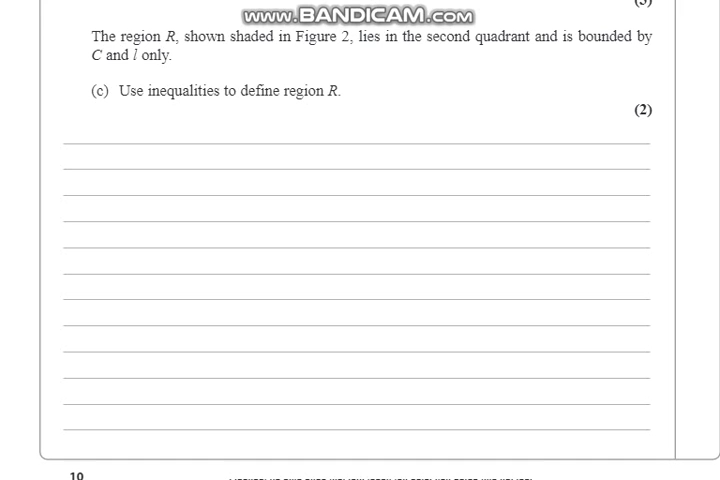 (3)
www.BANDICAM.com
The region R, shown shaded in Figure 2, lies in the second quadrant and is bounded by
C and l only.
(c) Use inequalities to define region R.
(2)
10